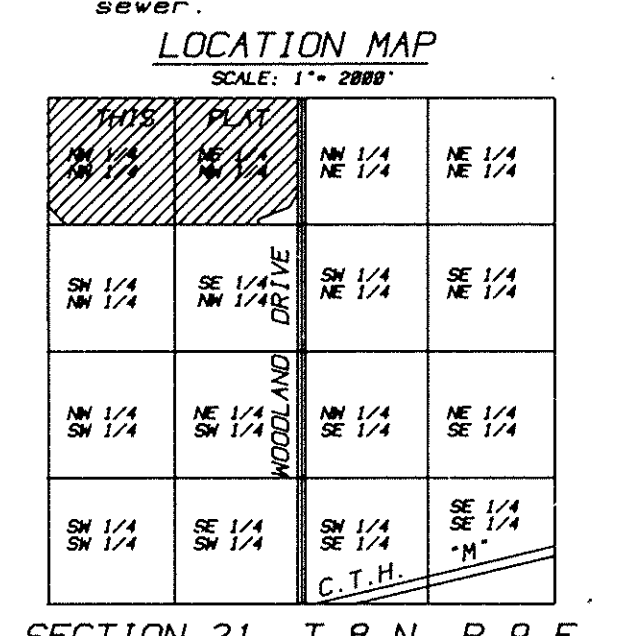 sewer.
LOCATION MAP
SCALE: 1"= 2000'
THIS PLAT
NW 1/4 NE 1/4 NW 1/4 NE 1/4
NW 1/4 NW 1/4 NE 1/4 NE 1/4
SW 1/4 SE 1/4 SW 1/4 SE 1/4
NW 1/4 NW 1/4 NE 1/4 NE 1/4
WOODLAND DRIVE
NW 1/4 NE 1/4 NW 1/4 NE 1/4
SW 1/4 SW 1/4 SE 1/4 SE 1/4
SW 1/4 SE 1/4 SW 1/4 SE 1/4
SW 1/4 SW 1/4 SE 1/4 SE 1/4
C.T.H. "M"
SECTION 21, T 8 N, R 9 E